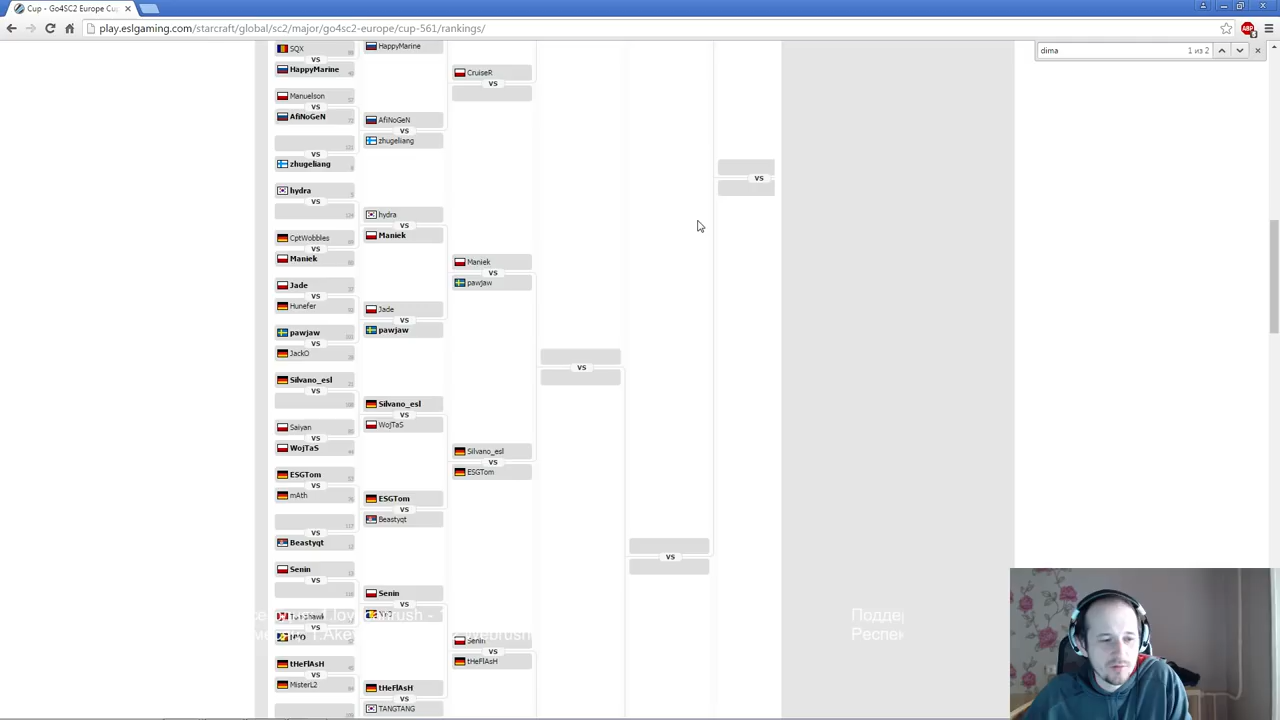 Cup - Go4SC2 Europe Cup
play.eslgaming.com/starcraft/global/sc2/major/go4sc2-europe/cup-561/rankings/
dima
1 из 2
SQX
vs
HappyMarine
Manuelson
vs
AfiNoGeN
vs
zhugeliang
hydra
vs
CptWobbles
vs
Maniek
Jade
vs
Hunefer
pawjaw
vs
JackO
Silvano_esl
vs
Saiyan
vs
WojTaS
ESGTom
vs
mAth
vs
Beastyqt
Senin
vs
vs
tHeFlAsH
vs
MisterL2
HappyMarine
AfiNoGeN
vs
zhugeliang
hydra
vs
Maniek
Jade
vs
pawjaw
Silvano_esl
vs
WojTaS
ESGTom
vs
Beastyqt
Senin
vs
tHeFlAsH
vs
TANGTANG
CruiseR
vs
Maniek
vs
pawjaw
Silvano_esl
vs
ESGTom
Senin
vs
tHeFlAsH
vs
vs
vs